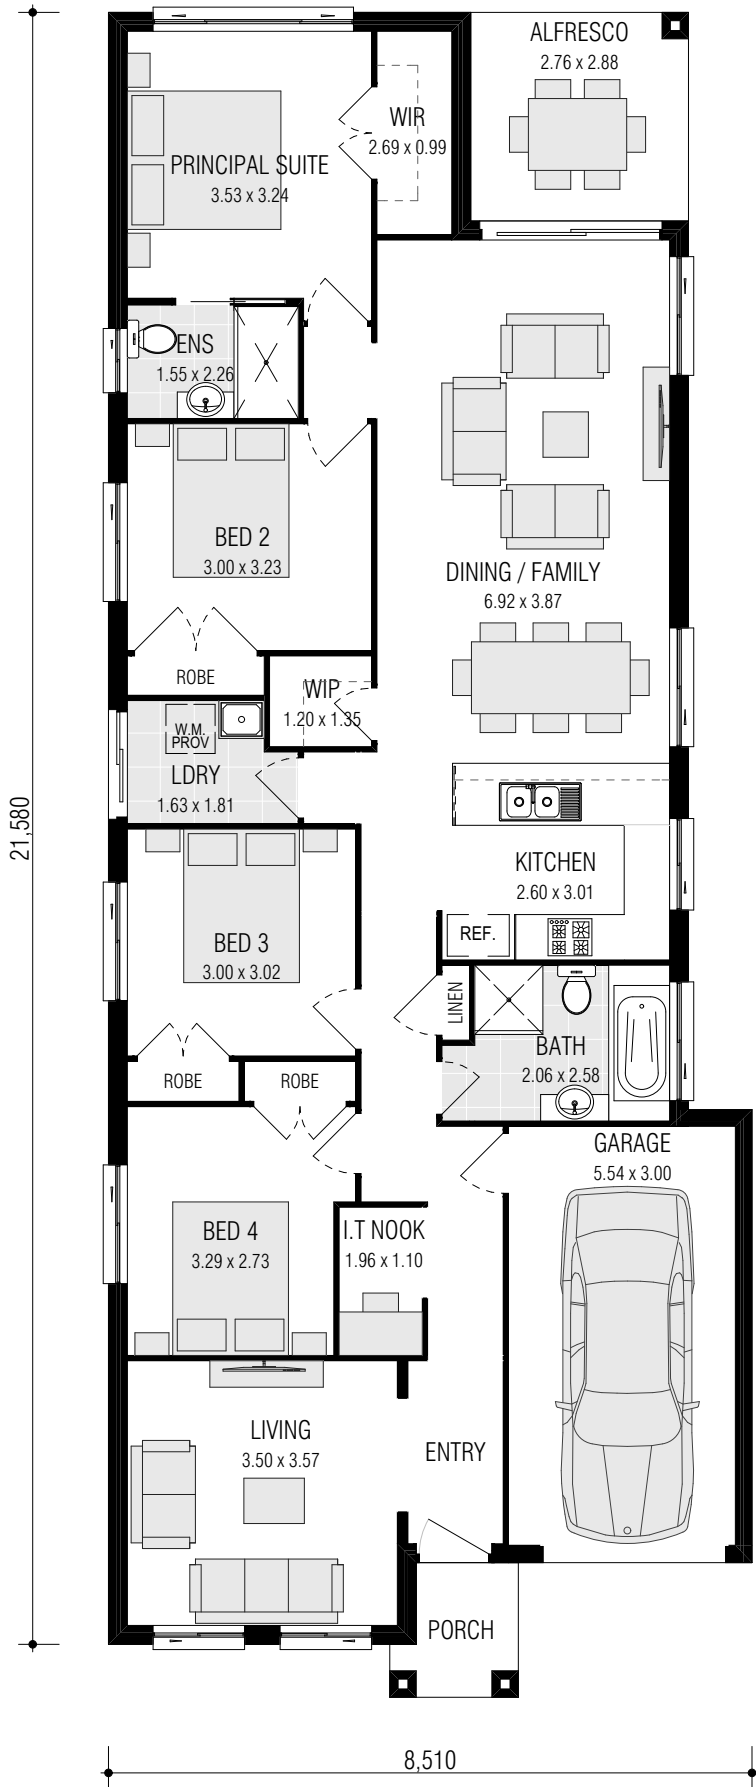 ALFRESCO
2.76 x 2.88
WIR
2.69 x 0.99
PRINCIPAL SUITE
3.53 x 3.24
ENS
1.55 x 2.26
BED 2
3.00 x 3.23
DINING / FAMILY
6.92 x 3.87
ROBE
WIP
1.20 x 1.35
W.M.
PROV
LDRY
1.63 x 1.81
21,580
KITCHEN
2.60 x 3.01
REF.
BED 3
3.00 x 3.02
LINEN
BATH
2.06 x 2.58
ROBE
ROBE
GARAGE
5.54 x 3.00
BED 4
3.29 x 2.73
I.T NOOK
1.96 x 1.10
LIVING
3.50 x 3.57
ENTRY
PORCH
8,510